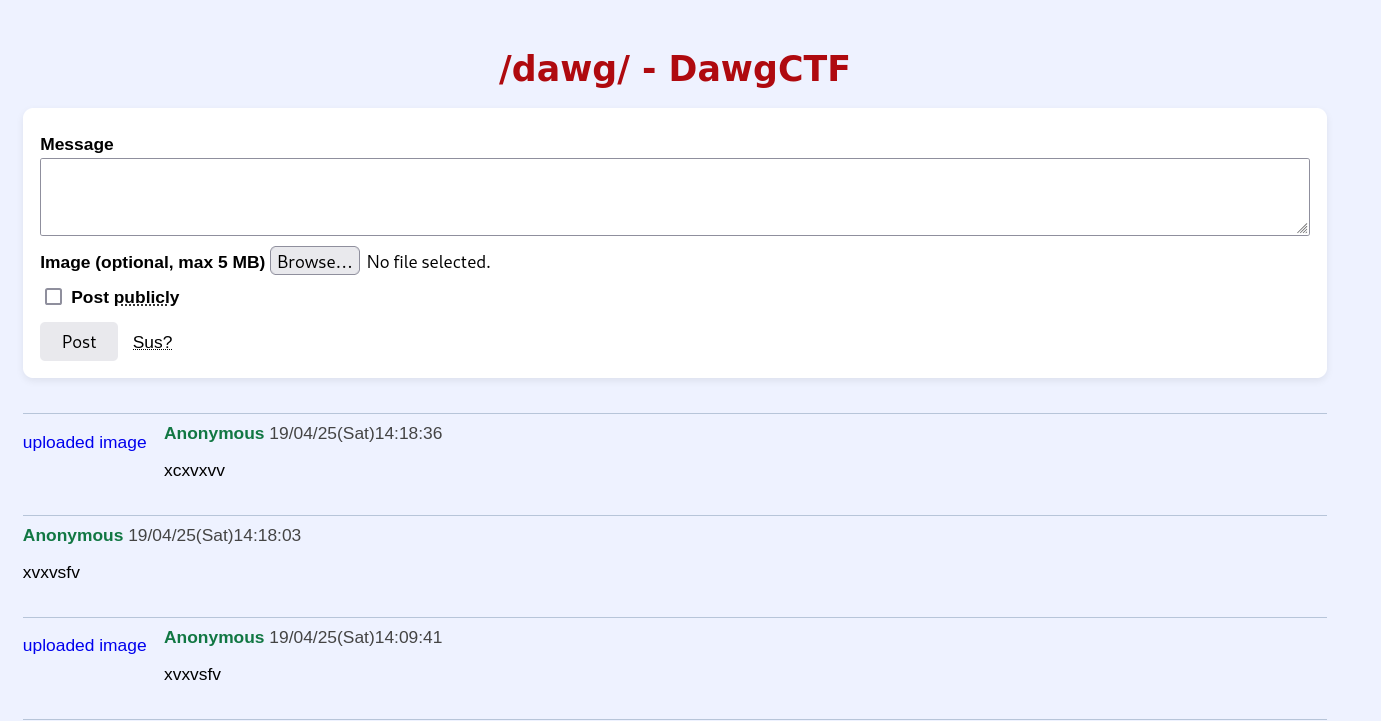 /dawg/ - DawgCTF
Message
Image (optional, max 5 MB) Browse... No file selected.
Post publicly
Post Sus?
uploaded image Anonymous 19/04/25(Sat)14:18:36
xcxvxvv
Anonymous 19/04/25(Sat)14:18:03
xvxvsfv
uploaded image Anonymous 19/04/25(Sat)14:09:41
xvxvsfv